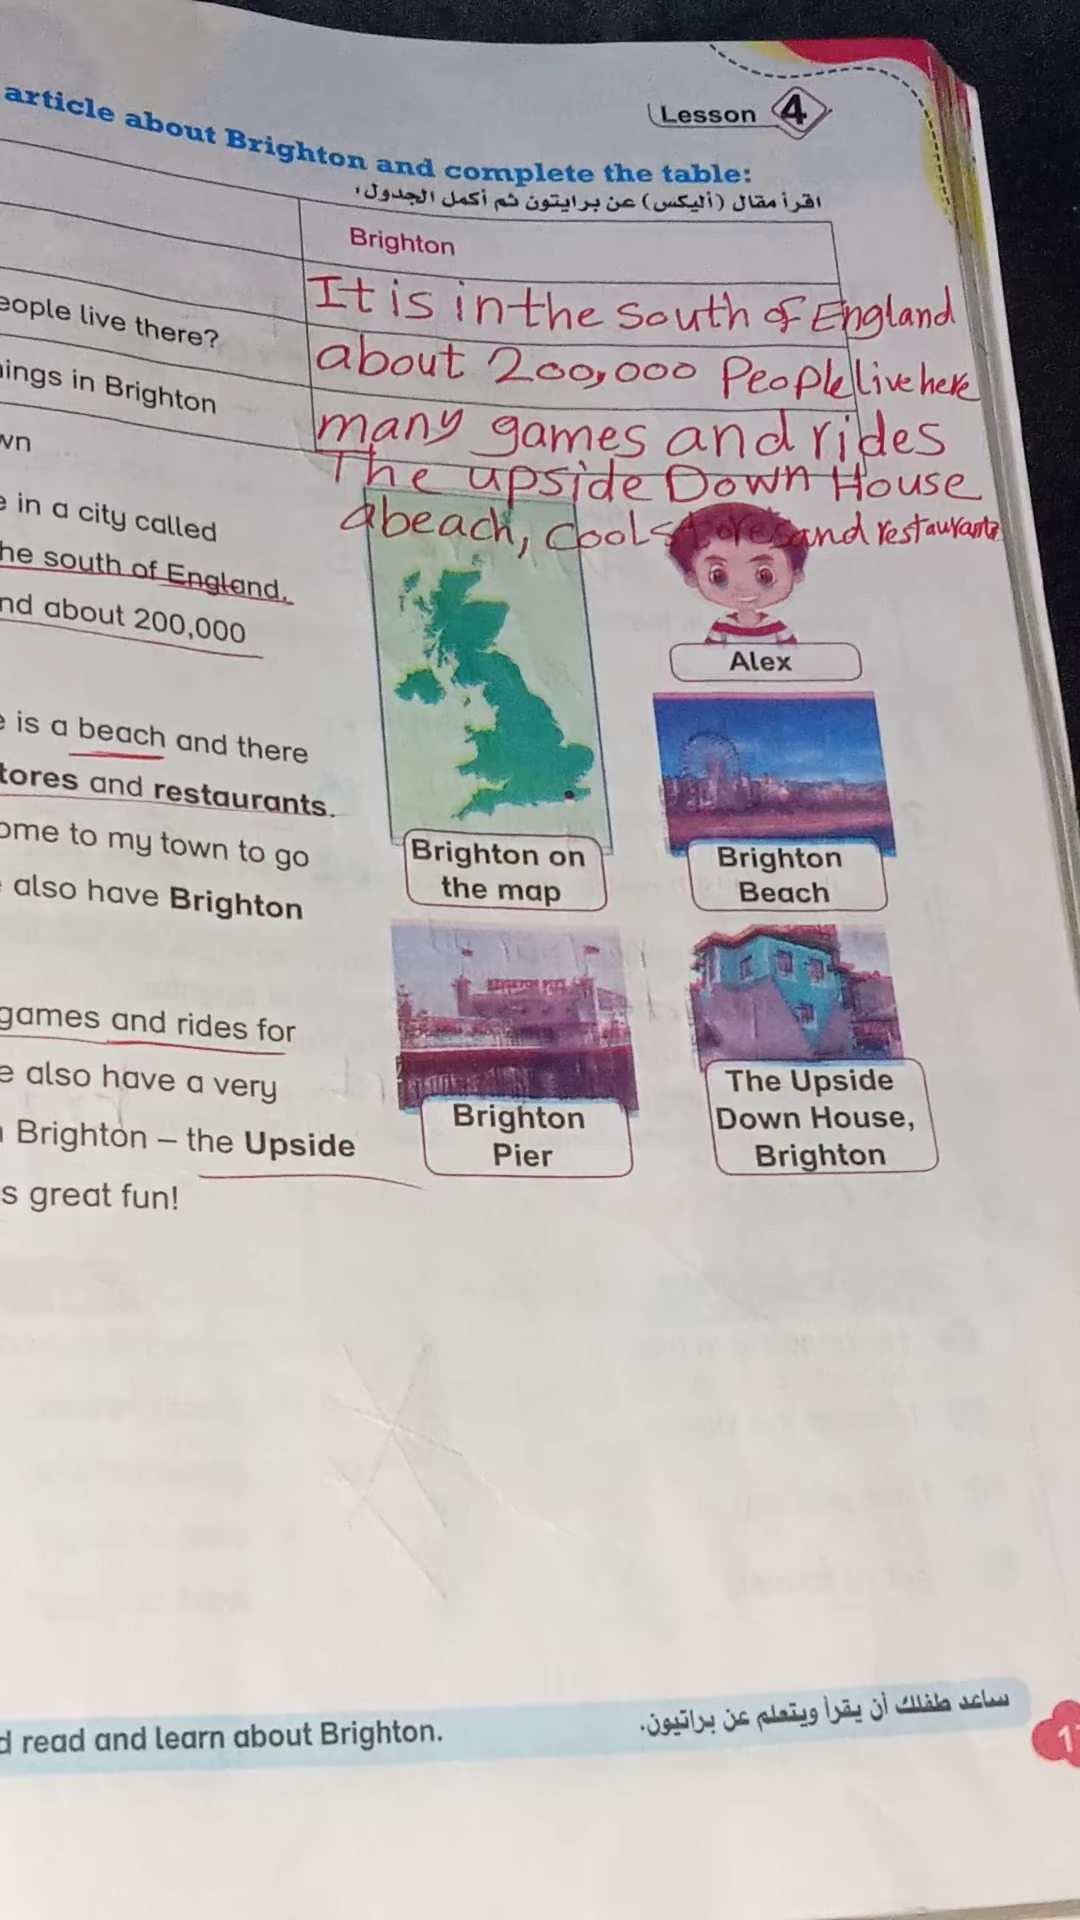 Lesson 4
article about Brighton and complete the table:
اقرأ مقال (أليكس) عن برايتون ثم أكمل الجدول:
Brighton
It is in the south of England
eople live there?
about 200,000 People live here
ings in Brighton
many games and rides
The upside Down House
a beach, cool stores and restaurants
wn
e in a city called
he south of England.
nd about 200,000
e is a beach and there
tores and restaurants.
ome to my town to go
also have Brighton
games and rides for
e also have a very
Brighton – the Upside
s great fun!
Alex
Brighton on
the map
Brighton
Beach
Brighton
Pier
The Upside
Down House,
Brighton
d read and learn about Brighton.
ساعد طفلك أن يقرأ ويتعلم عن براتيون.